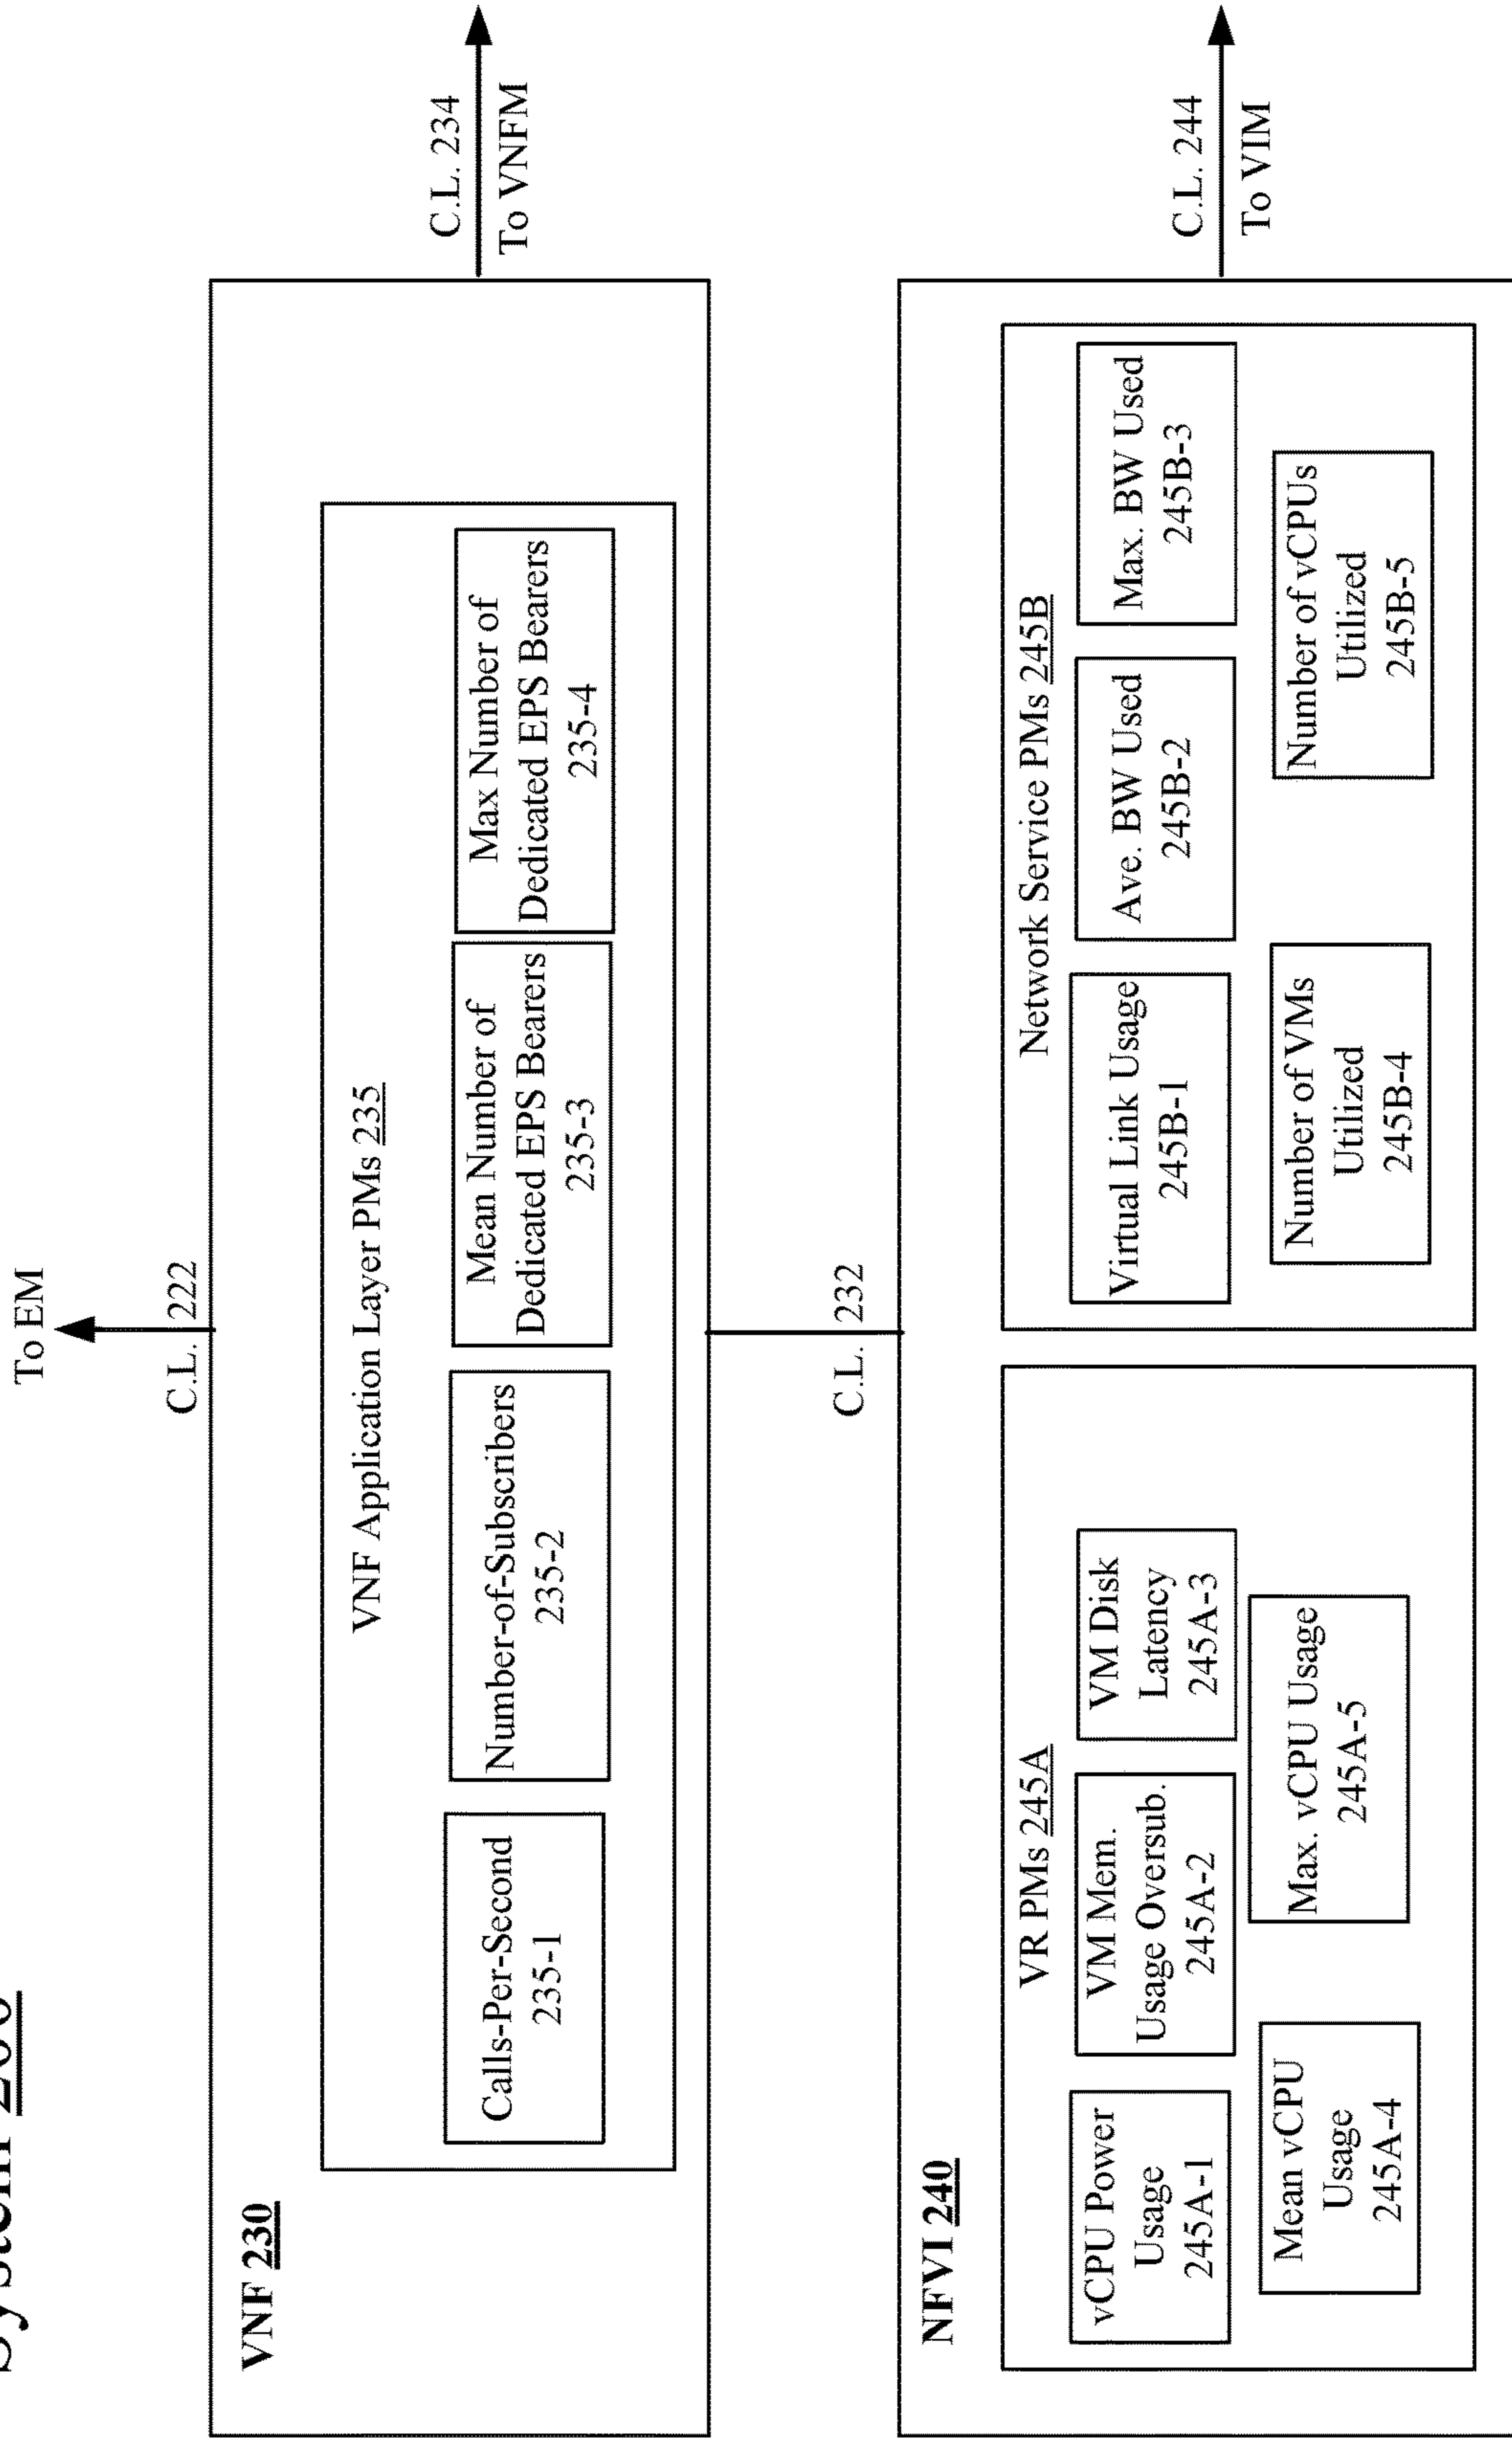 System 200
To EM
C.L. 222
VNF 230
VNF Application Layer PMs 235
Calls-Per-Second
235-1
Number-of-Subscribers
235-2
Mean Number of
Dedicated EPS Bearers
235-3
Max Number of
Dedicated EPS Bearers
235-4
C.L. 234
To VNFM
C.L. 232
NFVI 240
VR PMs 245A
vCPU Power
Usage
245A-1
VM Mem.
Usage Oversub.
245A-2
VM Disk
Latency
245A-3
Mean vCPU
Usage
245A-4
Max. vCPU Usage
245A-5
Network Service PMs 245B
Virtual Link Usage
245B-1
Ave. BW Used
245B-2
Max. BW Used
245B-3
Number of VMs
Utilized
245B-4
Number of vCPUs
Utilized
245B-5
C.L. 244
To VIM